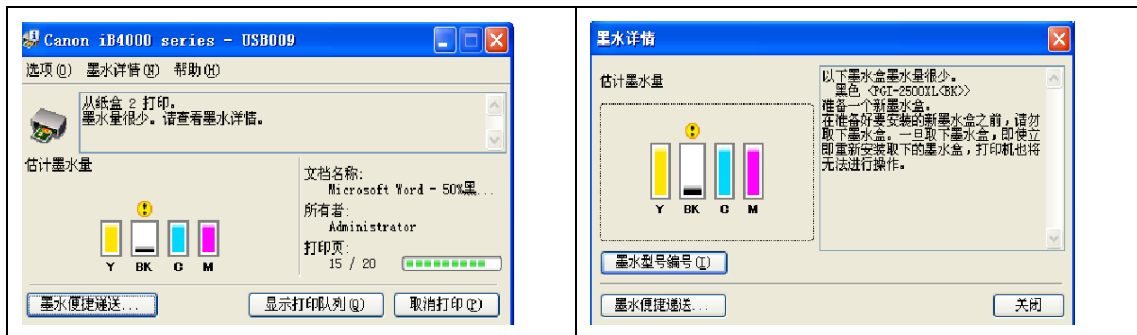 Canon iB4000 series - USB009
选项(O) 墨水详情(N) 帮助(H)
从纸盒 2 打印。
墨水量很少。请查看墨水详情。
估计墨水量
Y BK C M
文档名称:
Microsoft Word - 50%黑...
所有者:
Administrator
打印页:
15 / 20
墨水便捷递送...
显示打印队列(Q)
取消打印(P)
墨水详情
估计墨水量
Y BK C M
墨水型号编号(I)
以下墨水盒墨水量很少。
黑色 <PGI-2500XL<BK>>
准备一个新墨水盒。
在准备好要安装的新墨水盒之前，请勿
取下墨水盒。一旦取下墨水盒，即使立
即重新安装取下的墨水盒，打印机也将
无法进行操作。
墨水便捷递送...
关闭